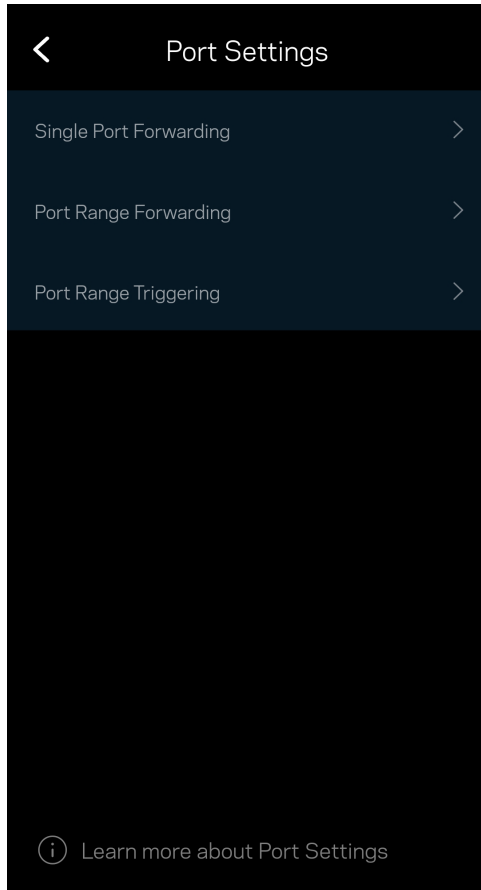 Port Settings
Single Port Forwarding
Port Range Forwarding
Port Range Triggering
Learn more about Port Settings